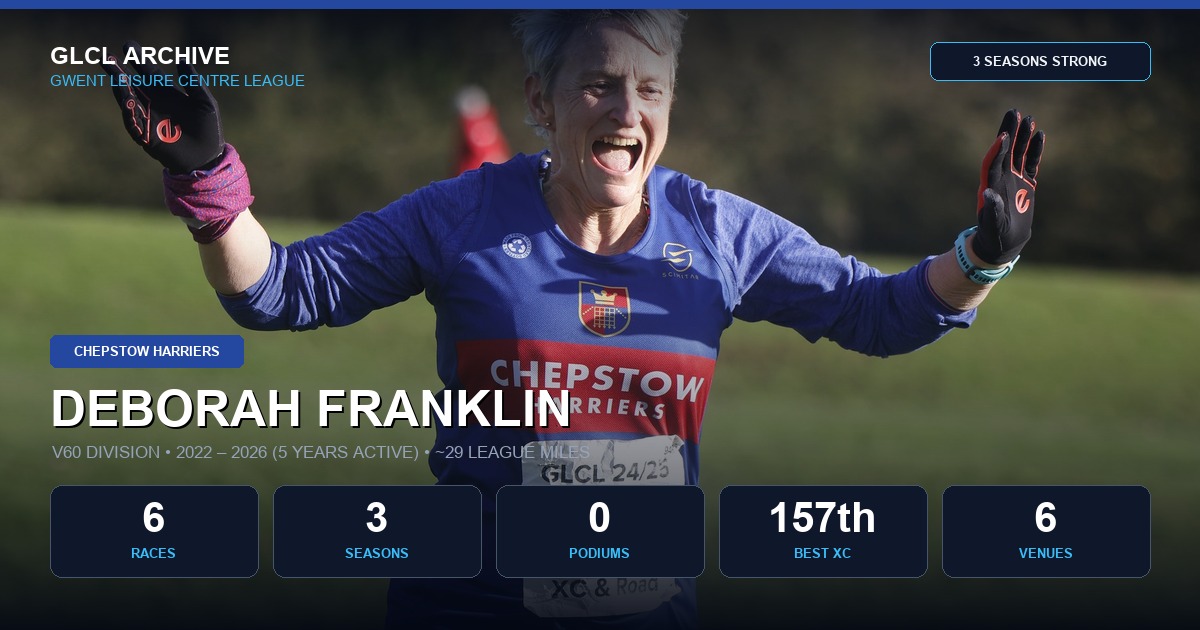 GLCL ARCHIVE
GWENT LEISURE CENTRE LEAGUE
3 SEASONS STRONG
SCIMITAR
CHEPSTOW HARRIERS
CHEPSTOW
HARRIERS
DEBORAH FRANKLIN
V60 DIVISION • 2022 – 2026 (5 YEARS ACTIVE) • ~29 LEAGUE MILES
GLCL 24/25
6
RACES
3
SEASONS
0
PODIUMS
157th
BEST XC
6
VENUES
XC & Road